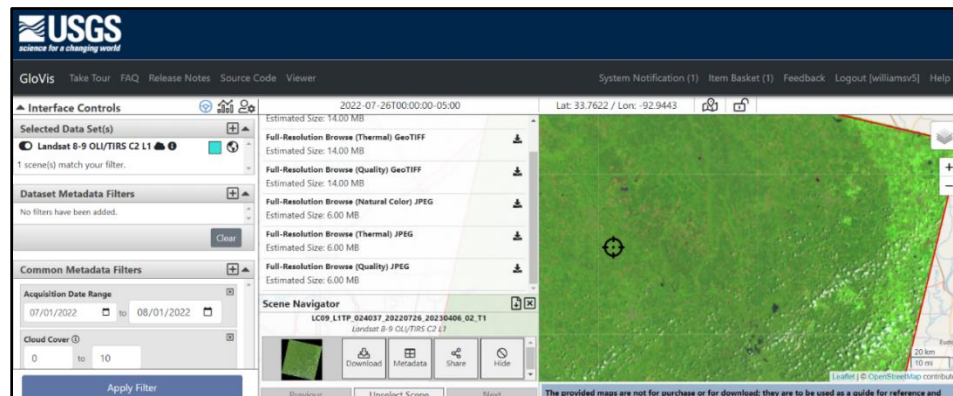 USGS
science for a changing world
GloVis Take Tour FAQ Release Notes Source Code Viewer System Notification (1) Item Basket (1) Feedback Logout [williamsv5] Help
Interface Controls
2022-07-26T00:00:00-05:00
Lat: 33.7622 / Lon: -92.9443
Selected Data Set(s)
Landsat 8-9 OLI/TIRS C2 L1
1 scene(s) match your filter.
Dataset Metadata Filters
No filters have been added.
Clear
Common Metadata Filters
Acquisition Date Range
07/01/2022 to 08/01/2022
Cloud Cover
0 to 10
Apply Filter
Estimated Size: 14.00 MB
Full-Resolution Browse (Thermal) GeoTIFF
Estimated Size: 14.00 MB
Full-Resolution Browse (Quality) GeoTIFF
Estimated Size: 14.00 MB
Full-Resolution Browse (Natural Color) JPEG
Estimated Size: 6.00 MB
Full-Resolution Browse (Thermal) JPEG
Estimated Size: 6.00 MB
Full-Resolution Browse (Quality) JPEG
Estimated Size: 6.00 MB
Scene Navigator
LC09_L1TP_024037_20220726_20230406_02_T1
Landsat 8-9 OLI/TIRS C2 L1
Download Metadata Share Hide
Previous Unselect Scene Next
+
−
20 km
10 mi
Leaflet | © OpenStreetMap contribut
The provided maps are not for purchase or for download; they are to be used as a guide for reference and